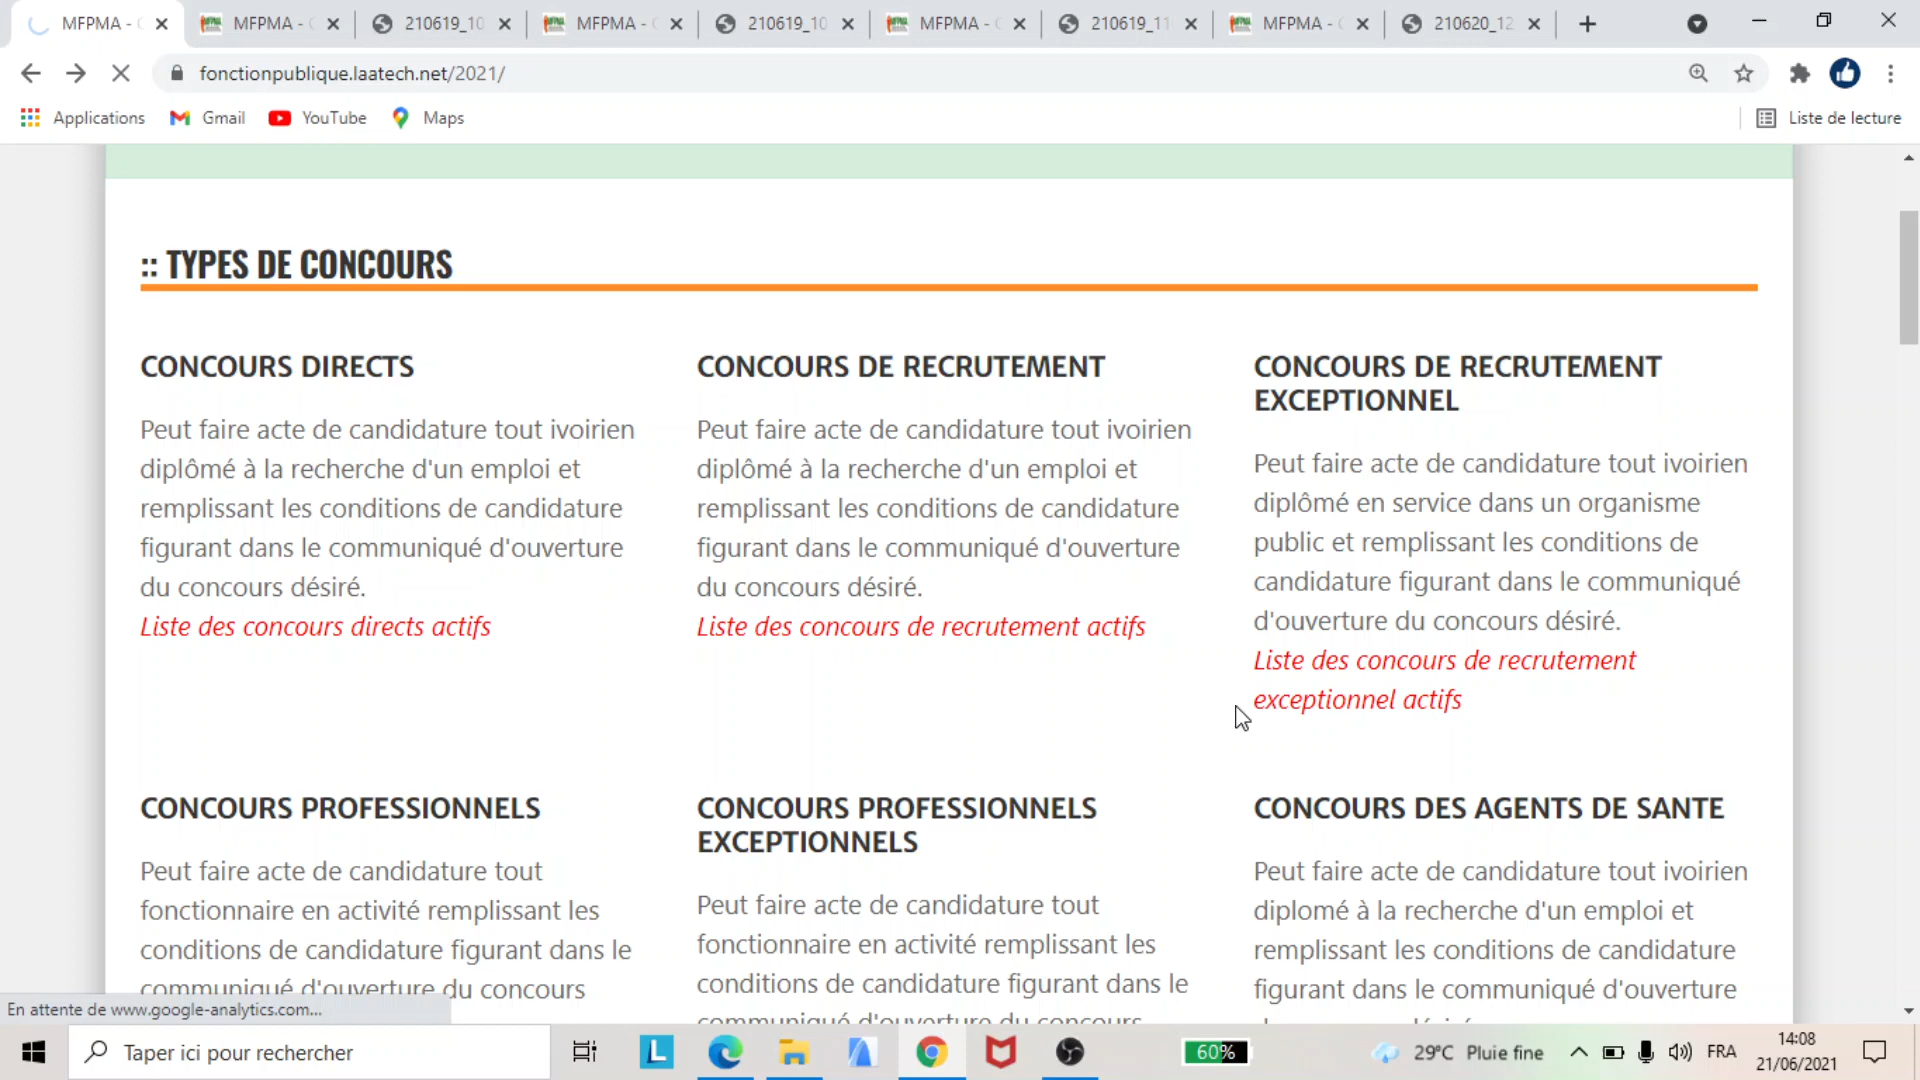 MFPMA - C
MFPMA - C
210619_10
MFPMA - C
210619_10
MFPMA - C
210619_11
MFPMA - C
210620_12
fonctionpublique.laatech.net/2021/
Applications
Gmail
YouTube
Maps
Liste de lecture
:: TYPES DE CONCOURS
CONCOURS DIRECTS
Peut faire acte de candidature tout ivoirien
diplômé à la recherche d'un emploi et
remplissant les conditions de candidature
figurant dans le communiqué d'ouverture
du concours désiré.
Liste des concours directs actifs
CONCOURS DE RECRUTEMENT
Peut faire acte de candidature tout ivoirien
diplômé à la recherche d'un emploi et
remplissant les conditions de candidature
figurant dans le communiqué d'ouverture
du concours désiré.
Liste des concours de recrutement actifs
CONCOURS DE RECRUTEMENT
EXCEPTIONNEL
Peut faire acte de candidature tout ivoirien
diplômé en service dans un organisme
public et remplissant les conditions de
candidature figurant dans le communiqué
d'ouverture du concours désiré.
Liste des concours de recrutement
exceptionnel actifs
CONCOURS PROFESSIONNELS
Peut faire acte de candidature tout
fonctionnaire en activité remplissant les
conditions de candidature figurant dans le
communiqué d'ouverture du concours
CONCOURS PROFESSIONNELS
EXCEPTIONNELS
Peut faire acte de candidature tout
fonctionnaire en activité remplissant les
conditions de candidature figurant dans le
communiqué d'ouverture du concours
CONCOURS DES AGENTS DE SANTE
Peut faire acte de candidature tout ivoirien
diplomé à la recherche d'un emploi et
remplissant les conditions de candidature
figurant dans le communiqué d'ouverture
En attente de www.google-analytics.com...
Taper ici pour rechercher
60%
29°C Pluie fine
FRA
14:08
21/06/2021